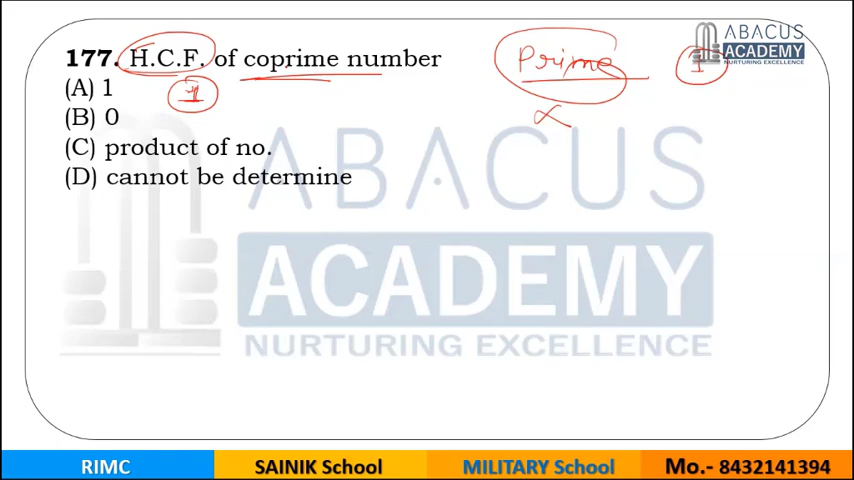 177. H.C.F. of coprime number
(A) 1
1
(B) 0
(C) product of no.
(D) cannot be determine
Prime
1
ABACUS
ACADEMY
NURTURING EXCELLENCE
ABACUS
ACADEMY
NURTURING EXCELLENCE
RIMC
SAINIK School
MILITARY School
Mo.- 8432141394